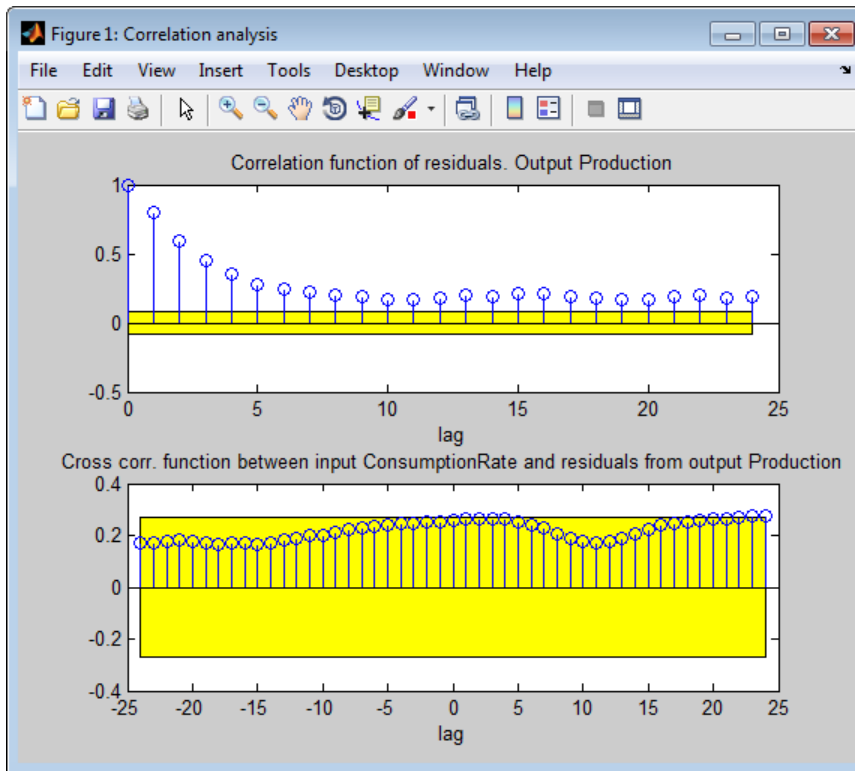 Figure 1: Correlation analysis
File Edit View Insert Tools Desktop Window Help
Correlation function of residuals. Output Production
1
0.5
0
-0.5
0 5 10 15 20 25
lag
Cross corr. function between input ConsumptionRate and residuals from output Production
0.4
0.2
0
-0.2
-0.4
-25 -20 -15 -10 -5 0 5 10 15 20 25
lag